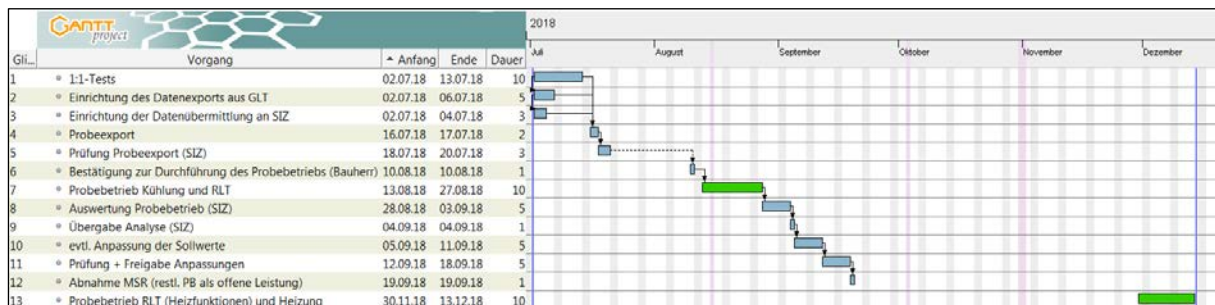 GANTT project
2018
Gli... Vorgang Anfang Ende Dauer
Juli August September Oktober November Dezember
1 1:1-Tests 02.07.18 13.07.18 10
2 Einrichtung des Datenexports aus GLT 02.07.18 06.07.18 5
3 Einrichtung der Datenübermittlung an SIZ 02.07.18 04.07.18 3
4 Probeexport 16.07.18 17.07.18 2
5 Prüfung Probeexport (SIZ) 18.07.18 20.07.18 3
6 Bestätigung zur Durchführung des Probebetriebs (Bauherr) 10.08.18 10.08.18 1
7 Probebetrieb Kühlung und RLT 13.08.18 27.08.18 10
8 Auswertung Probebetrieb (SIZ) 28.08.18 03.09.18 5
9 Übergabe Analyse (SIZ) 04.09.18 04.09.18 1
10 evtl. Anpassung der Sollwerte 05.09.18 11.09.18 5
11 Prüfung + Freigabe Anpassungen 12.09.18 18.09.18 5
12 Abnahme MSR (restl. PB als offene Leistung) 19.09.18 19.09.18 1
13 Probebetrieb RLT (Heizfunktionen) und Heizung 30.11.18 13.12.18 10